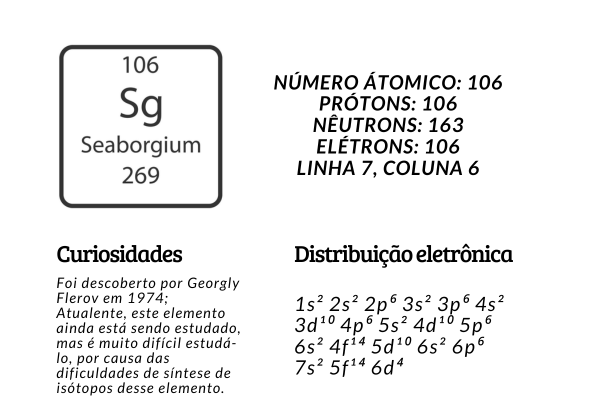 106
Sg
Seaborgium
269
NÚMERO ÁTOMICO: 106
PRÓTONS: 106
NÊUTRONS: 163
ELÉTRONS: 106
LINHA 7, COLUNA 6
Curiosidades
Foi descoberto por Georgly
Flerov em 1974;
Atualente, este elemento
ainda está sendo estudado,
mas é muito difícil estudá-
lo, por causa das
dificuldades de síntese de
isótopos desse elemento.
Distribuição eletrônica
1s² 2s² 2p⁶ 3s² 3p⁶ 4s²
3d¹⁰ 4p⁶ 5s² 4d¹⁰ 5p⁶
6s² 4f¹⁴ 5d¹⁰ 6s² 6p⁶
7s² 5f¹⁴ 6d⁴